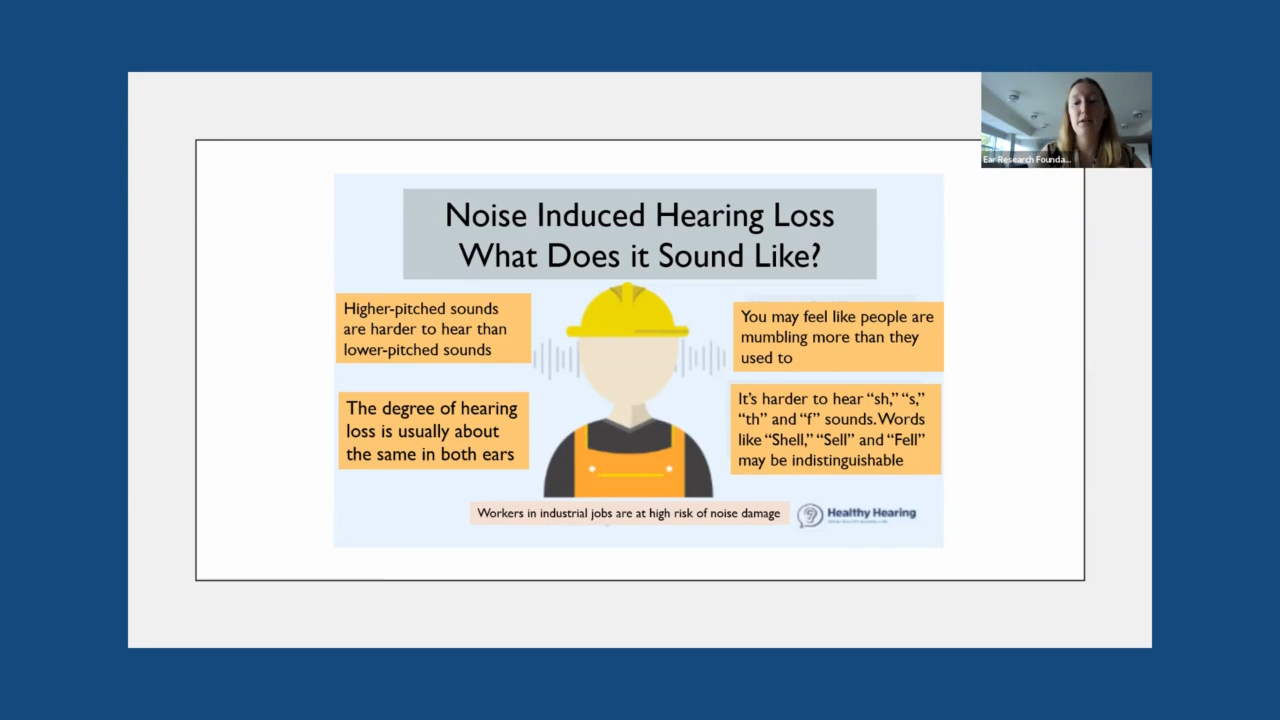 Ear Research Founda...
Noise Induced Hearing Loss
What Does it Sound Like?
Higher-pitched sounds
are harder to hear than
lower-pitched sounds
You may feel like people are
mumbling more than they
used to
The degree of hearing
loss is usually about
the same in both ears
It's harder to hear “sh,” “s,”
“th” and “f” sounds. Words
like “Shell,” “Sell” and “Fell”
may be indistinguishable
Workers in industrial jobs are at high risk of noise damage
Healthy Hearing